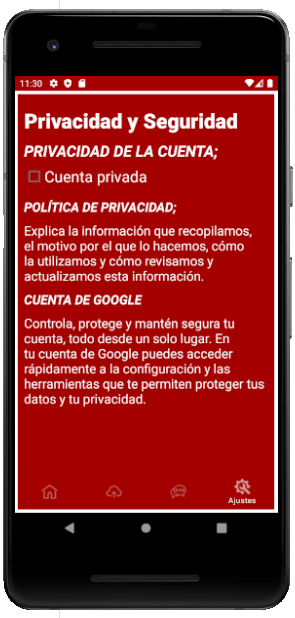 11:30
Privacidad y Seguridad
PRIVACIDAD DE LA CUENTA;
Cuenta privada
POLÍTICA DE PRIVACIDAD;
Explica la información que recopilamos,
el motivo por el que lo hacemos, cómo
la utilizamos y cómo revisamos y
actualizamos esta información.
CUENTA DE GOOGLE
Controla, protege y mantén segura tu
cuenta, todo desde un solo lugar. En
tu cuenta de Google puedes acceder
rápidamente a la configuración y las
herramientas que te permiten proteger tus
datos y tu privacidad.
Ajustes